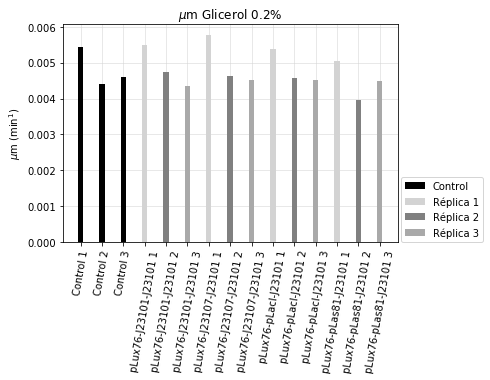 μm Glicerol 0.2%
0.006
0.005
0.004
0.003
0.002
0.001
0.000
μm (min¹)
Control 1
Control 2
Control 3
pLux76-J23101-J23101 1
pLux76-J23101-J23101 2
pLux76-J23101-J23101 3
pLux76-J23107-J23101 1
pLux76-J23107-J23101 2
pLux76-J23107-J23101 3
pLux76-pLacI-J23101 1
pLux76-pLacI-J23101 2
pLux76-pLacI-J23101 3
pLux76-pLas81-J23101 1
pLux76-pLas81-J23101 2
pLux76-pLas81-J23101 3
Control
Réplica 1
Réplica 2
Réplica 3